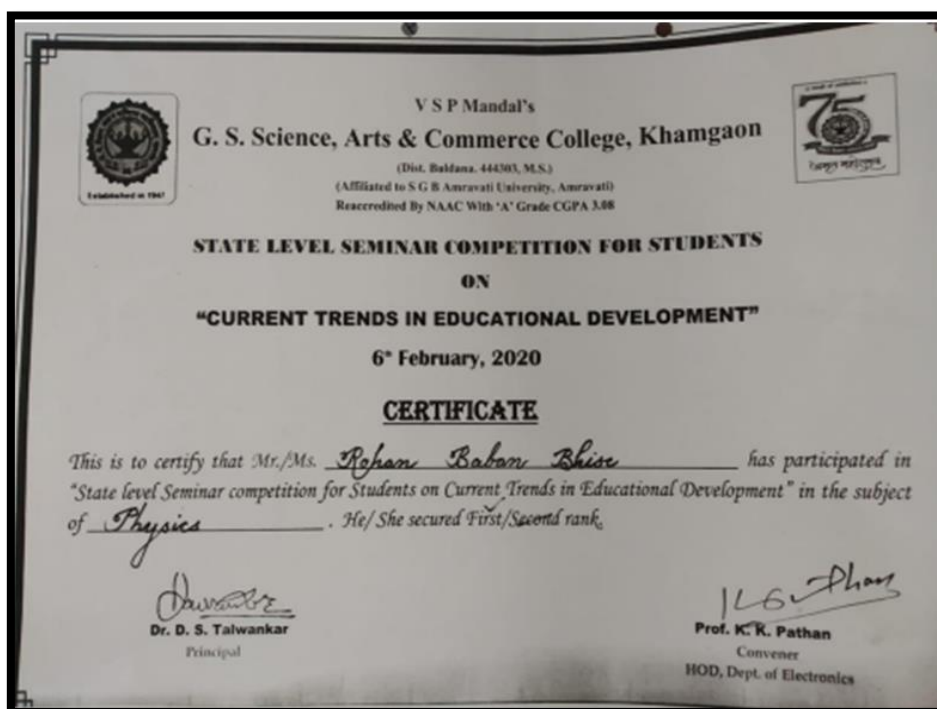 V S P Mandal's
G. S. Science, Arts & Commerce College, Khamgaon
(Dist. Buldana. 444303, M.S.)
(Affiliated to S G B Amravati University, Amravati)
Reaccredited By NAAC With 'A' Grade CGPA 3.08
Established in 1947
75
STATE LEVEL SEMINAR COMPETITION FOR STUDENTS
ON
“CURRENT TRENDS IN EDUCATIONAL DEVELOPMENT”
6th February, 2020
CERTIFICATE
This is to certify that Mr./Ms. Rohan Baban Bhise has participated in
"State level Seminar competition for Students on Current Trends in Educational Development" in the subject
of Physics . He/ She secured First/Second rank.
Dr. D. S. Talwankar
Principal
Prof. K. R. Pathan
Convener
HOD, Dept. of Electronics